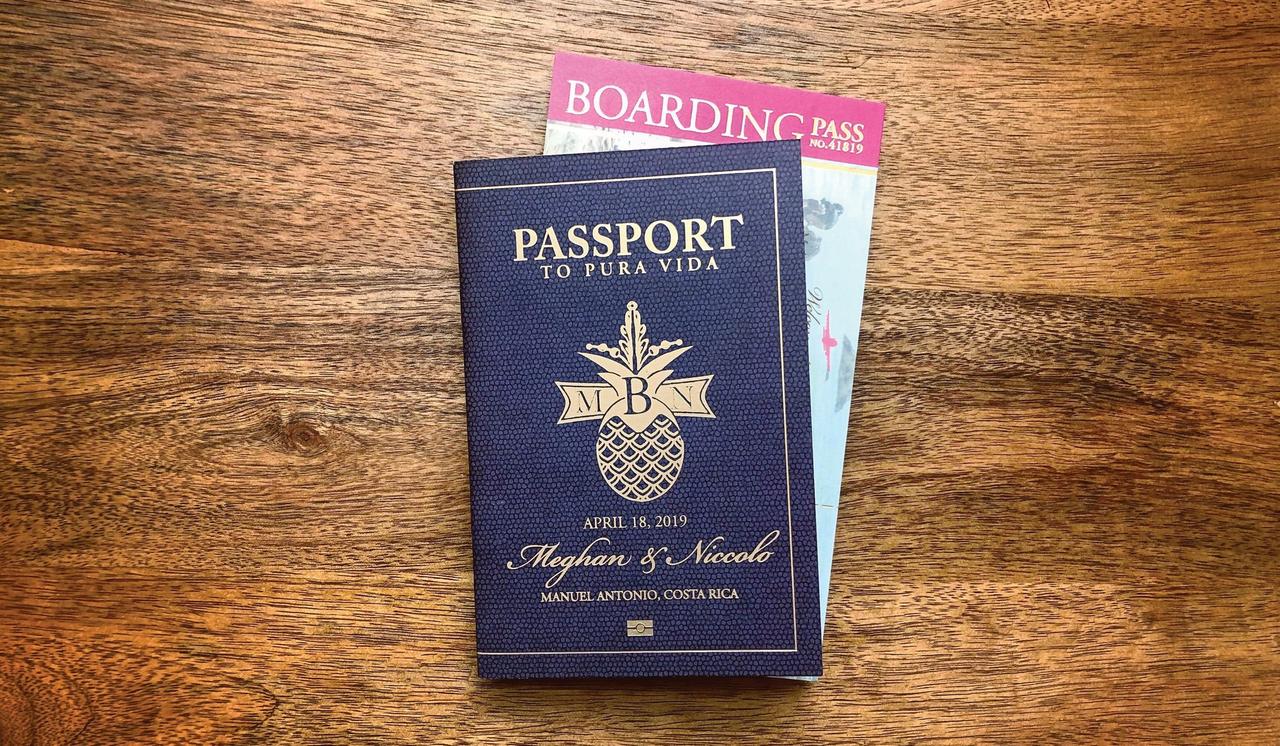 BOARDING PASS
NO.41819
PASSPORT
TO PURA VIDA
M B N
APRIL 18, 2019
Meghan & Niccolo
MANUEL ANTONIO, COSTA RICA